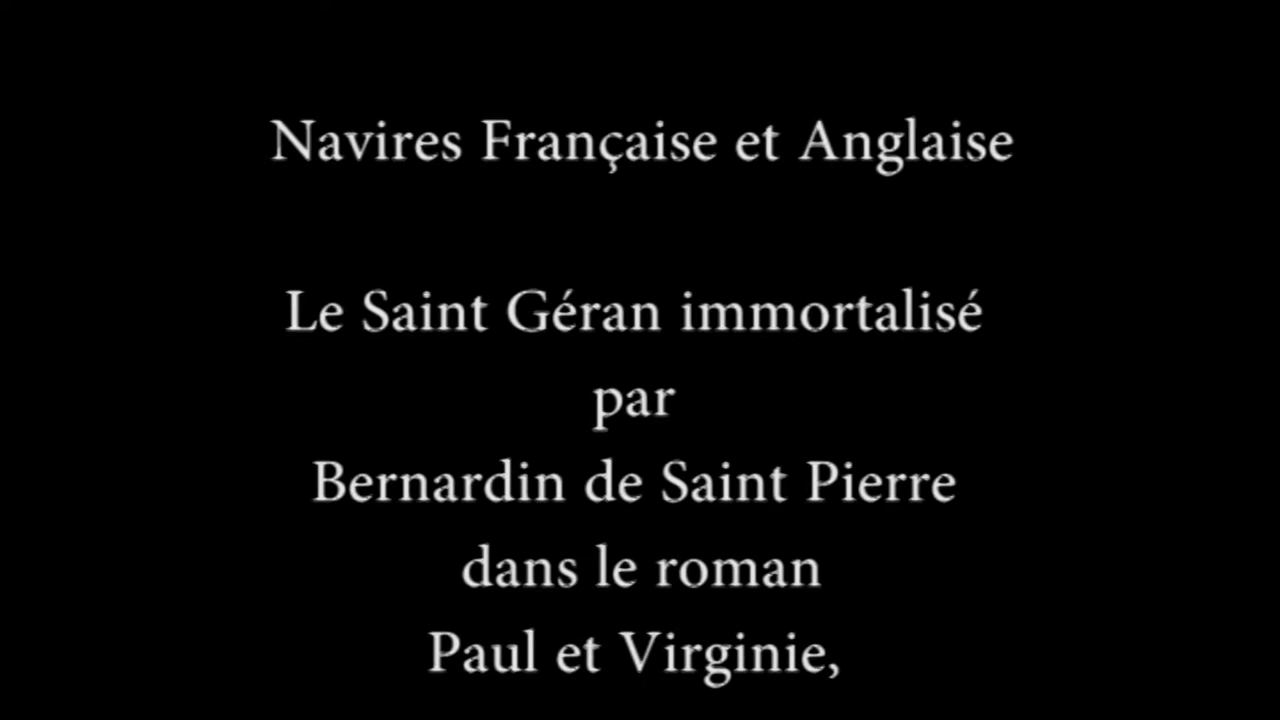 Navires Française et Anglaise
Le Saint Géran immortalisé
par
Bernardin de Saint Pierre
dans le roman
Paul et Virginie,